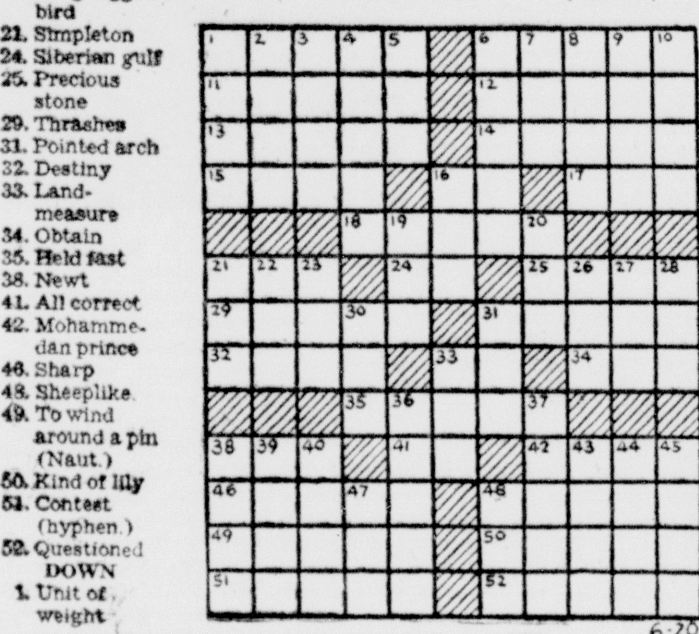 bird
21. Simpleton
24. Siberian gulf
25. Precious
stone
29. Thrashes
31. Pointed arch
32. Destiny
33. Land-
measure
34. Obtain
35. Held fast
38. Newt
41. All correct
42. Mohamme-
dan prince
46. Sharp
48. Sheeplike.
49. To wind
around a pin
(Naut.)
50. Kind of lily
51. Contest
(hyphen.)
52. Questioned
DOWN
1. Unit of
weight
1 2 3 4 5 6 7 8 9 10
11 12
13 14
15 16 17
18 19 20
21 22 23 24 25 26 27 28
29 30 31
32 33 34
35 36 37
38 39 40 41 42 43 44 45
46 47 48
49 50
51 52
6-20